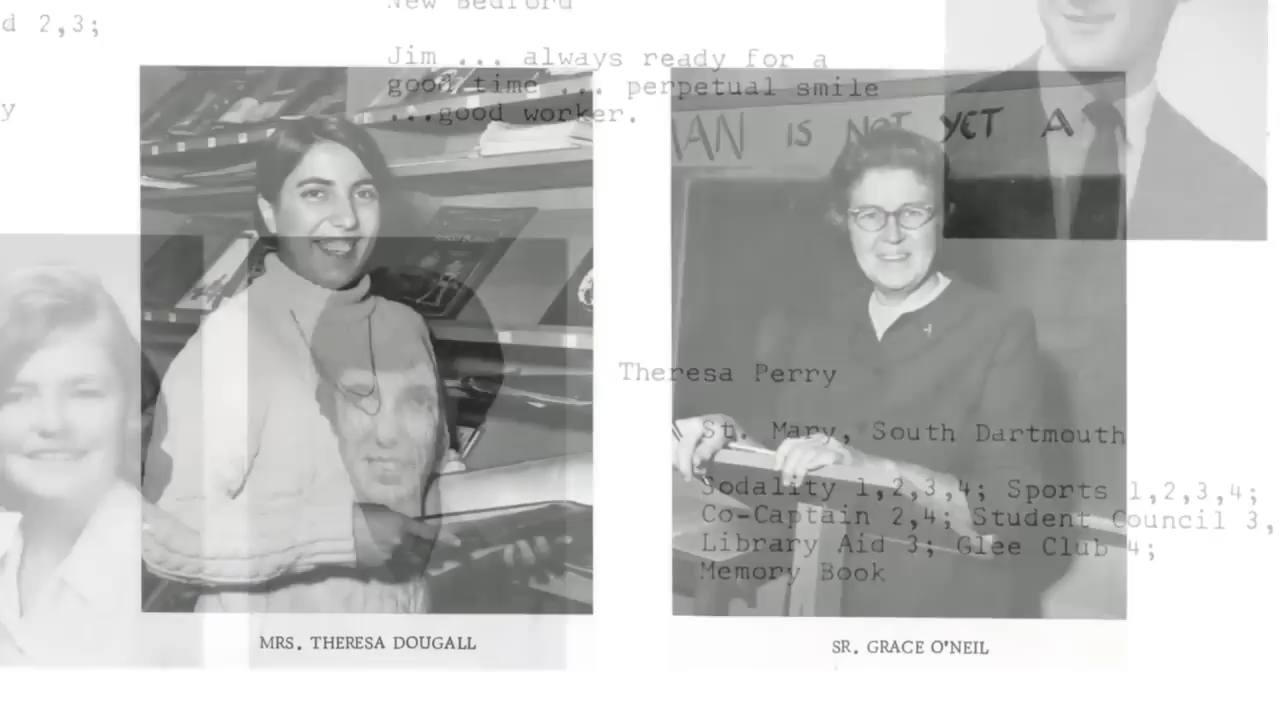 New Bedford
d 2,3;
Jim ... always ready for a
good time ... perpetual smile
...good worker.
y
MAN IS NOT YET A
Theresa Perry
St. Mary, South Dartmouth
Sodality 1,2,3,4; Sports 1,2,3,4;
Co-Captain 2,4; Student Council 3,
Library Aid 3; Glee Club 4;
Memory Book
MRS. THERESA DOUGALL
SR. GRACE O'NEIL